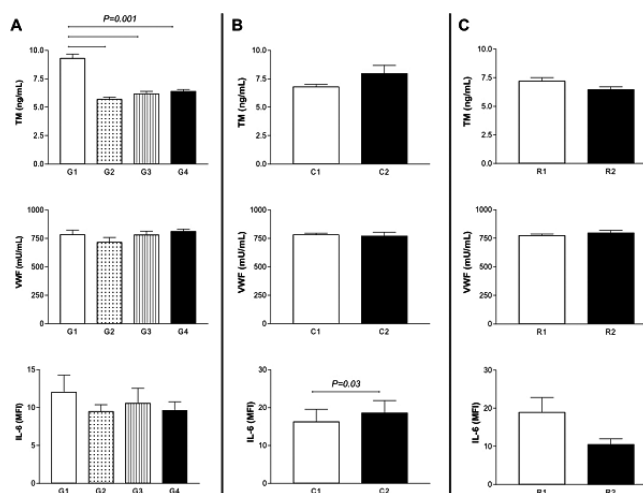 A
P=0.001
TM (ng/mL)
10.0
7.5
5.0
2.5
0.0
G1 G2 G3 G4
VWF (mU/mL)
1000
750
500
250
0
G1 G2 G3 G4
IL-6 (MFI)
15
10
5
0
G1 G2 G3 G4
B
TM (ng/mL)
10.0
7.5
5.0
2.5
0.0
C1 C2
VWF (mU/mL)
1000
750
500
250
0
C1 C2
P=0.03
IL-6 (MFI)
30
20
10
0
C1 C2
C
TM (ng/mL)
10.0
7.5
5.0
2.5
0.0
R1 R2
VWF (mU/mL)
1000
750
500
250
0
R1 R2
IL-6 (MFI)
30
20
10
0
R1 R2